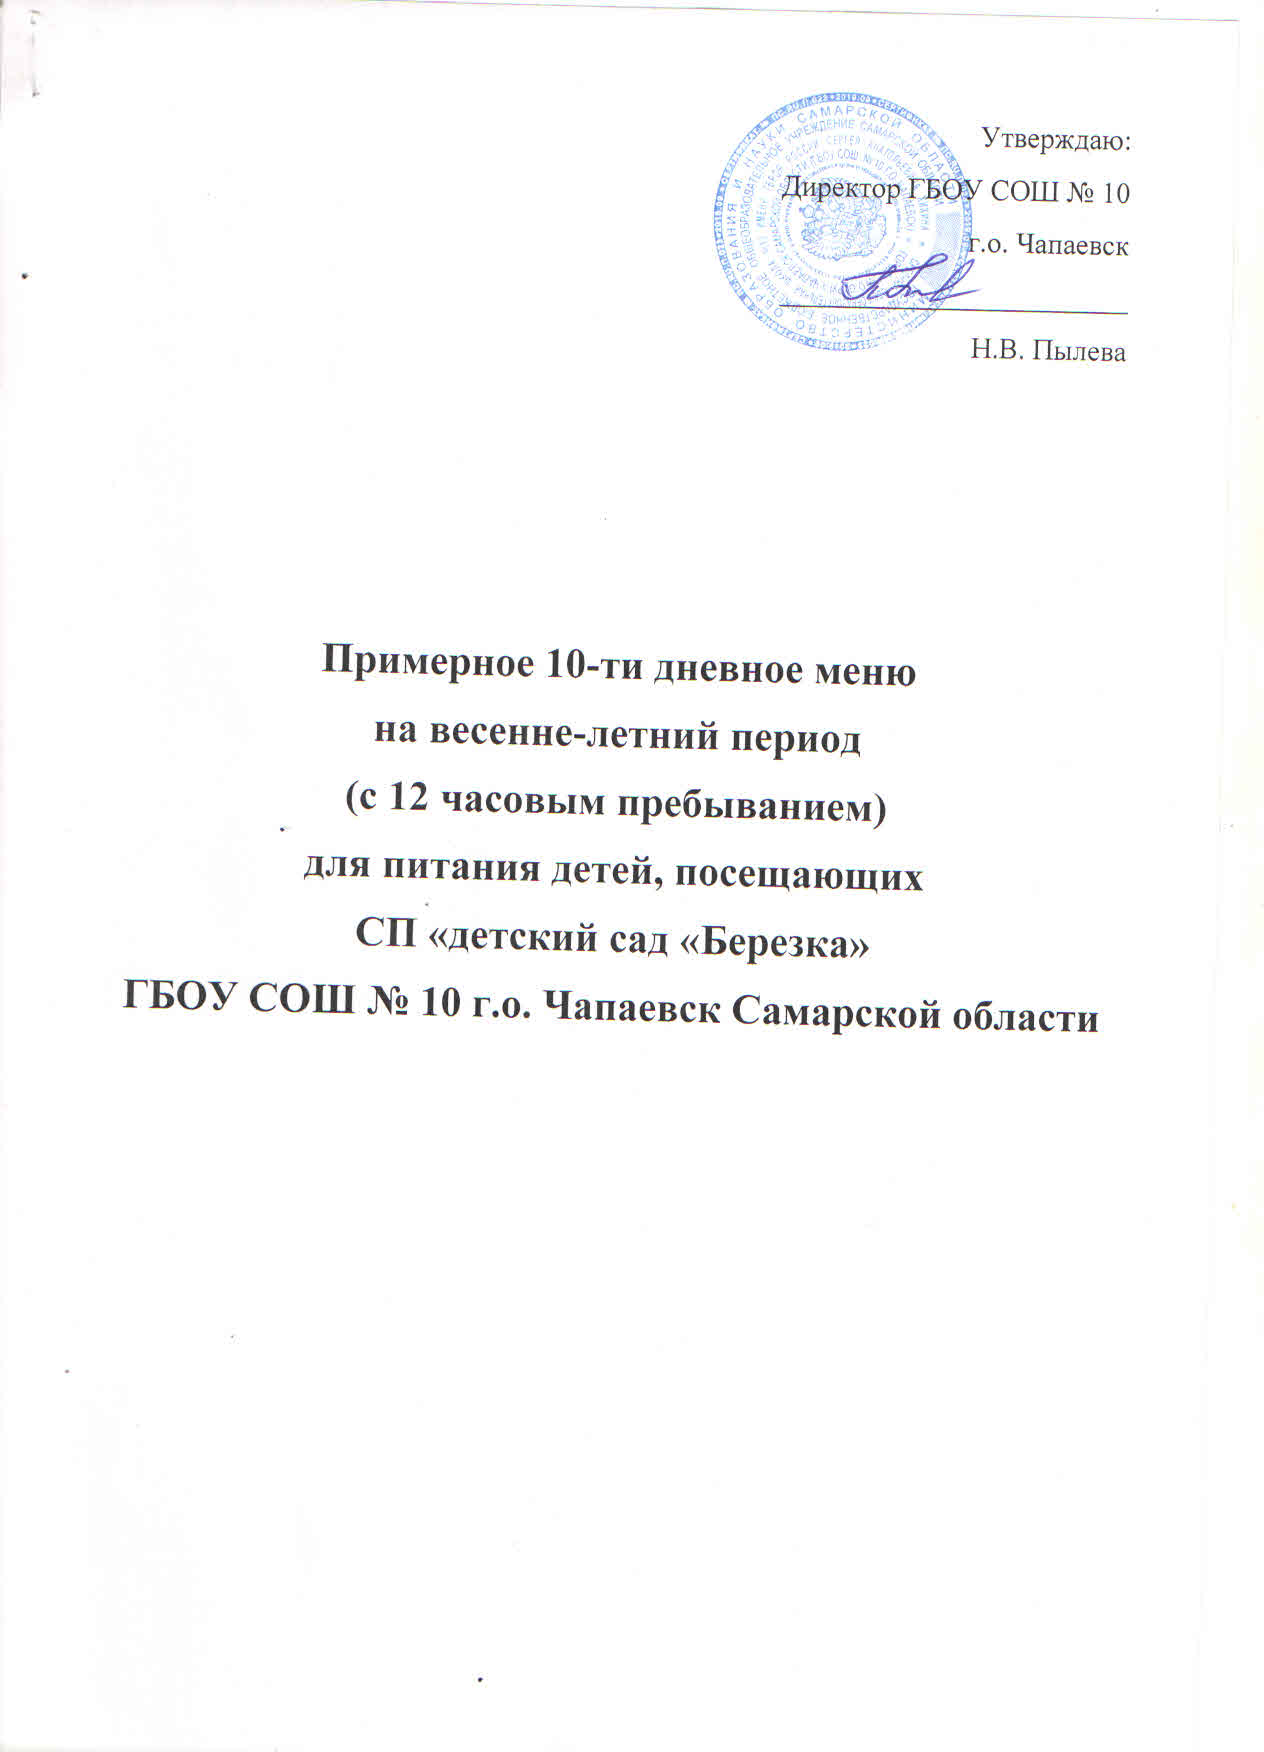 Утверждаю:
Директор ГБОУ СОШ № 10
г.о. Чапаевск
Н.В. Пылева
Примерное 10-ти дневное меню
на весенне-летний период
(с 12 часовым пребыванием)
для питания детей, посещающих
СП «детский сад «Березка»
ГБОУ СОШ № 10 г.о. Чапаевск Самарской области